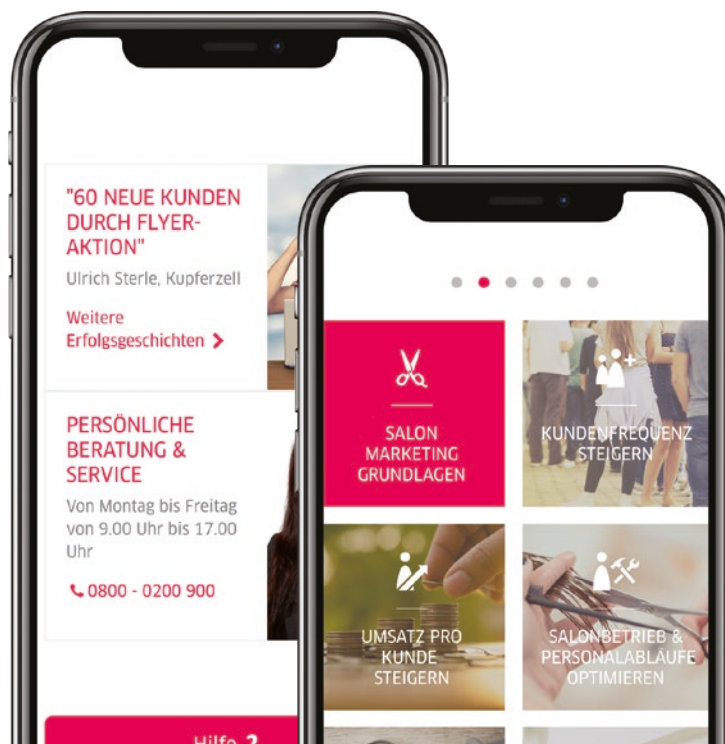 "60 NEUE KUNDEN
DURCH FLYER-
AKTION"
Ulrich Sterle, Kupferzell
Weitere
Erfolgsgeschichten
PERSÖNLICHE
BERATUNG &
SERVICE
Von Montag bis Freitag
von 9.00 Uhr bis 17.00
Uhr
0800 - 0200 900
Hilfe ?
SALON
MARKETING
GRUNDLAGEN
KUNDENFREQUENZ
STEIGERN
UMSATZ PRO
KUNDE
STEIGERN
SALONBETRIEB &
PERSONALABLÄUFE
OPTIMIEREN